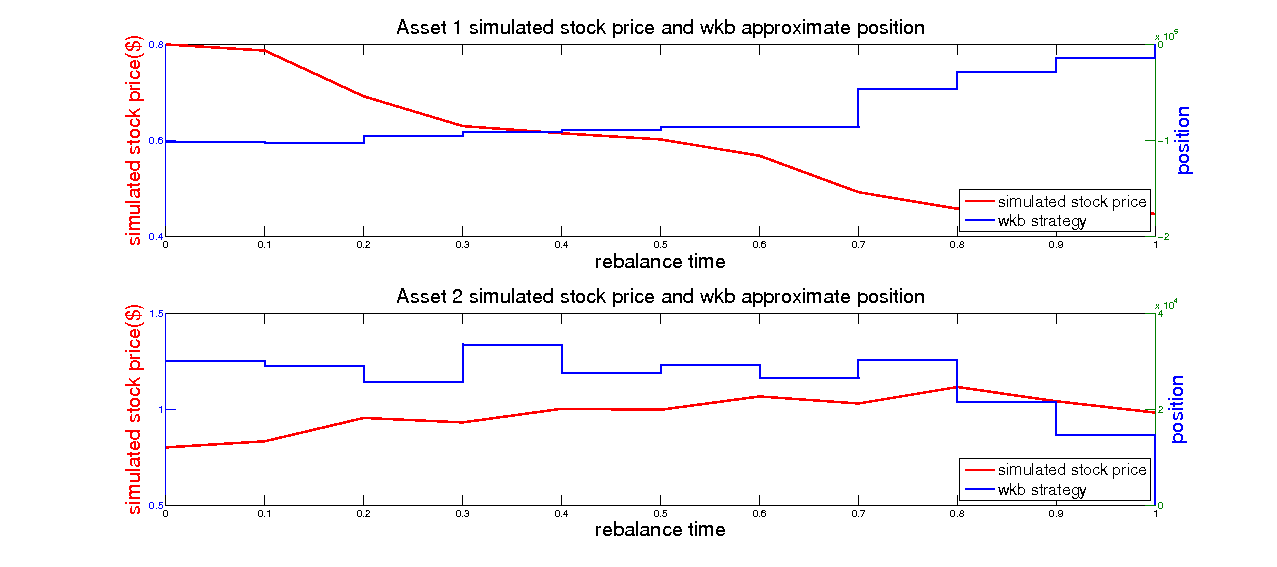 Asset 1 simulated stock price and wkb approximate position
x 10^5
simulated stock price($)
0.8
0.6
0.4
0
-1
-2
position
simulated stock price
wkb strategy
0 0.1 0.2 0.3 0.4 0.5 0.6 0.7 0.8 0.9 1
rebalance time
Asset 2 simulated stock price and wkb approximate position
x 10^4
simulated stock price($)
1.5
1
0.5
4
2
0
position
simulated stock price
wkb strategy
0 0.1 0.2 0.3 0.4 0.5 0.6 0.7 0.8 0.9 1
rebalance time